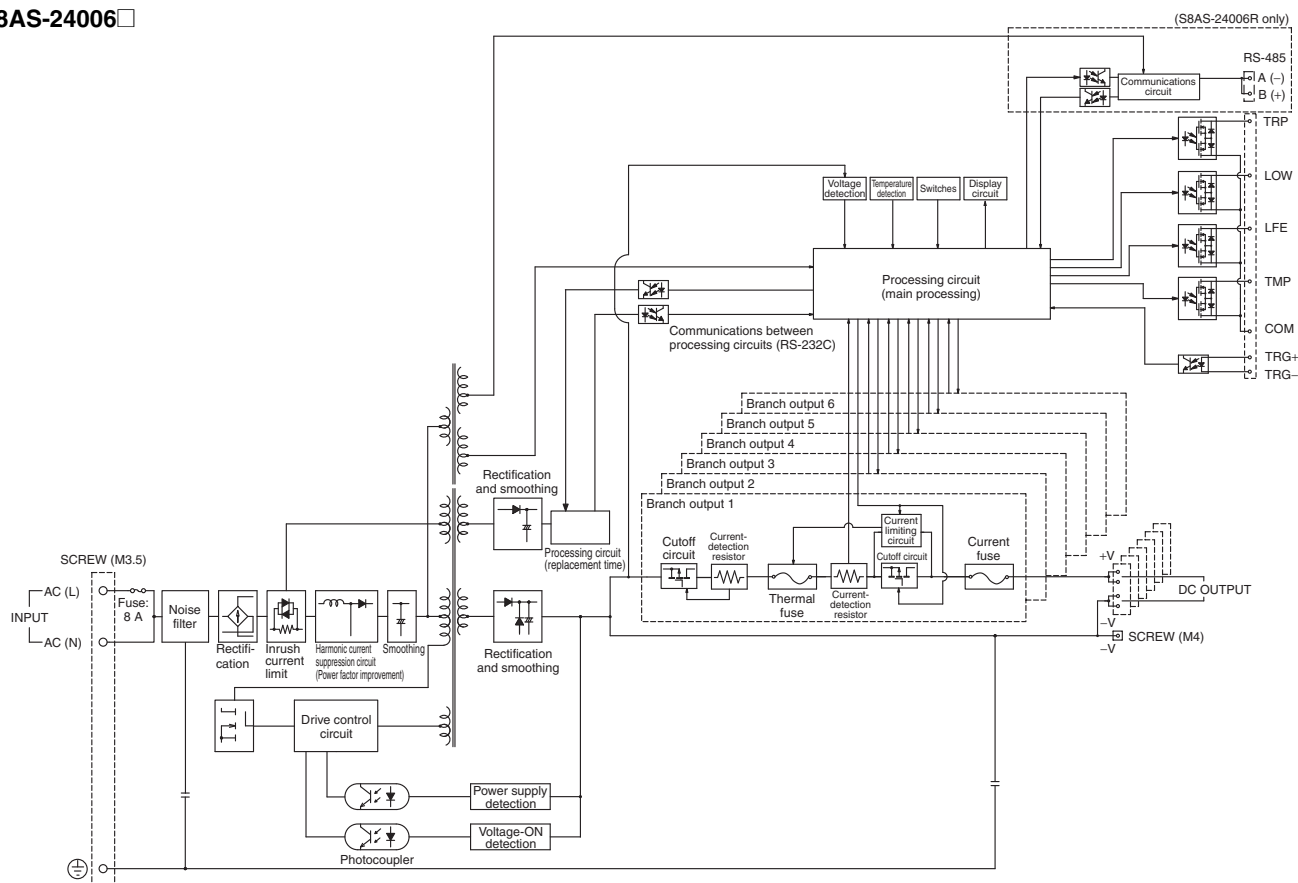 8AS-24006□
(S8AS-24006R only)
RS-485
A (−)
B (+)
Communications
circuit
TRP
LOW
LFE
TMP
COM
TRG+
TRG−
Voltage
detection
Temperature
detection
Switches
Display
circuit
Processing circuit
(main processing)
Communications between
processing circuits (RS-232C)
Branch output 6
Branch output 5
Branch output 4
Branch output 3
Branch output 2
Branch output 1
Rectification
and smoothing
Processing circuit
(replacement time)
Cutoff
circuit
Current-
detection
resistor
Thermal
fuse
Current-
detection
resistor
Current
limiting
circuit
Cutoff circuit
Current
fuse
+V
−V
−V
DC OUTPUT
SCREW (M4)
SCREW (M3.5)
INPUT
AC (L)
AC (N)
Fuse:
8 A
Noise
filter
Rectifi-
cation
Inrush
current
limit
Harmonic current
suppression circuit
(Power factor improvement)
Smoothing
Rectification
and smoothing
Drive control
circuit
Power supply
detection
Voltage-ON
detection
Photocoupler